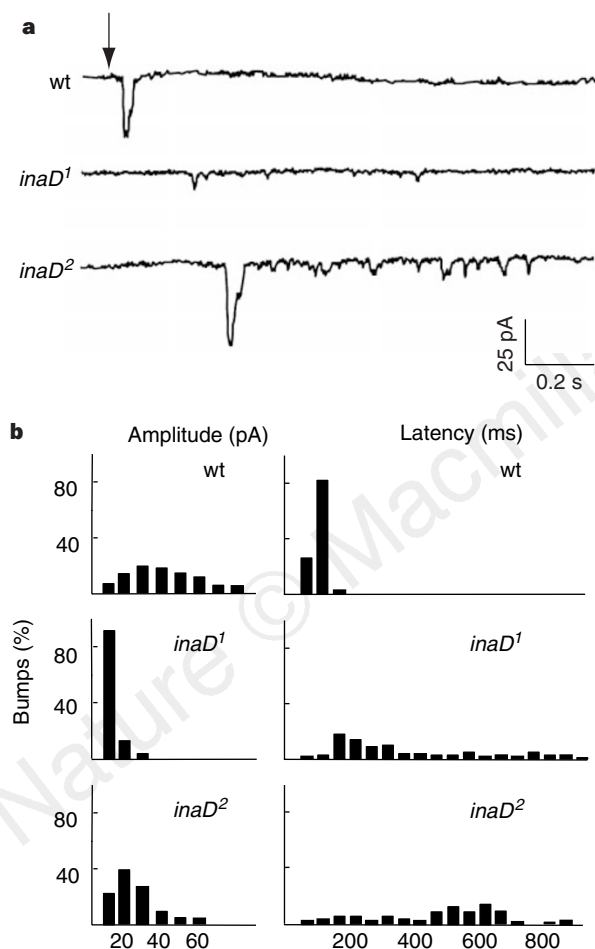 a
wt
inaD1
inaD2
25 pA
0.2 s
b
Amplitude (pA)
Latency (ms)
wt
wt
80
40
inaD1
inaD1
80
40
Bumps (%)
inaD2
inaD2
80
40
20 40 60
200 400 600 800
Nature © Macmill